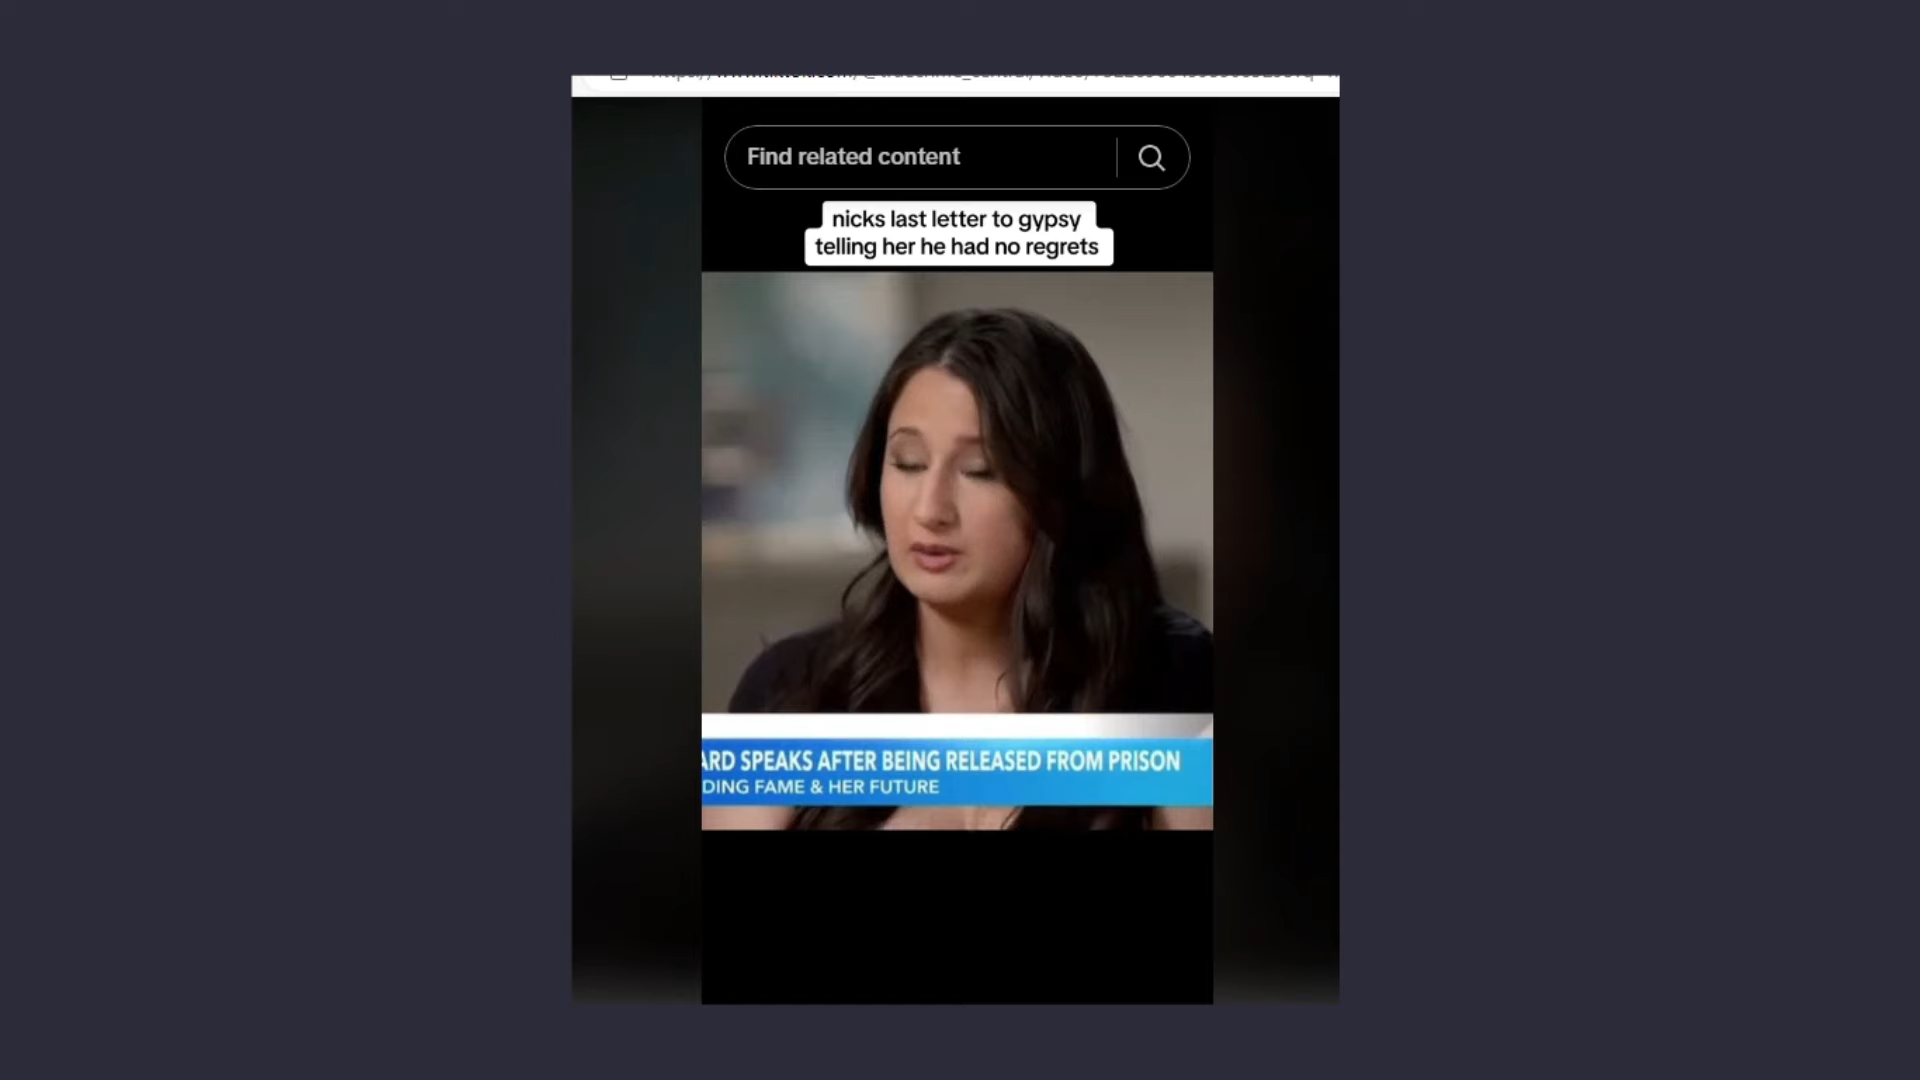 Find related content
nicks last letter to gypsy
telling her he had no regrets
ARD SPEAKS AFTER BEING RELEASED FROM PRISON
DING FAME & HER FUTURE